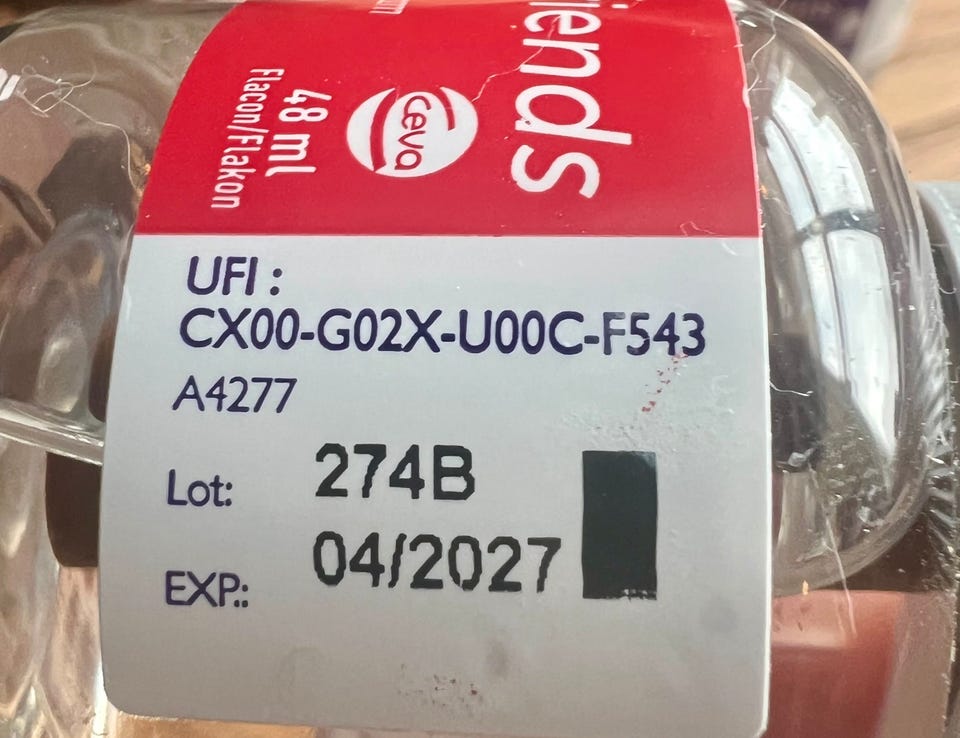 iends
ceva
48 ml
Flacon/Flakon
UFI :
CX00-G02X-U00C-F543
A4277
Lot: 274B
EXP.: 04/2027